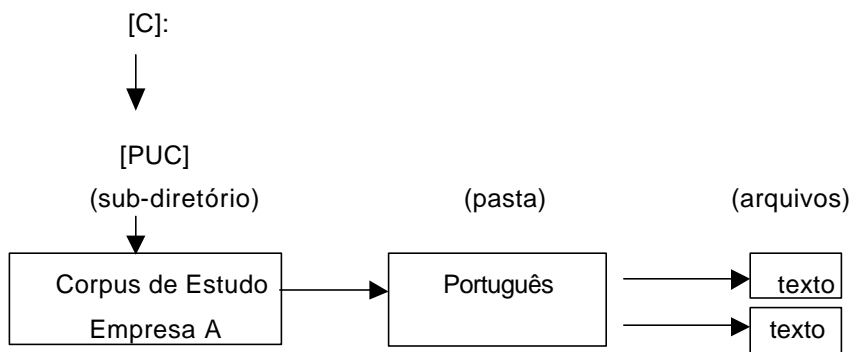 [C]:
[PUC]
(sub-diretório) (pasta) (arquivos)
Corpus de Estudo Português texto
Empresa A texto